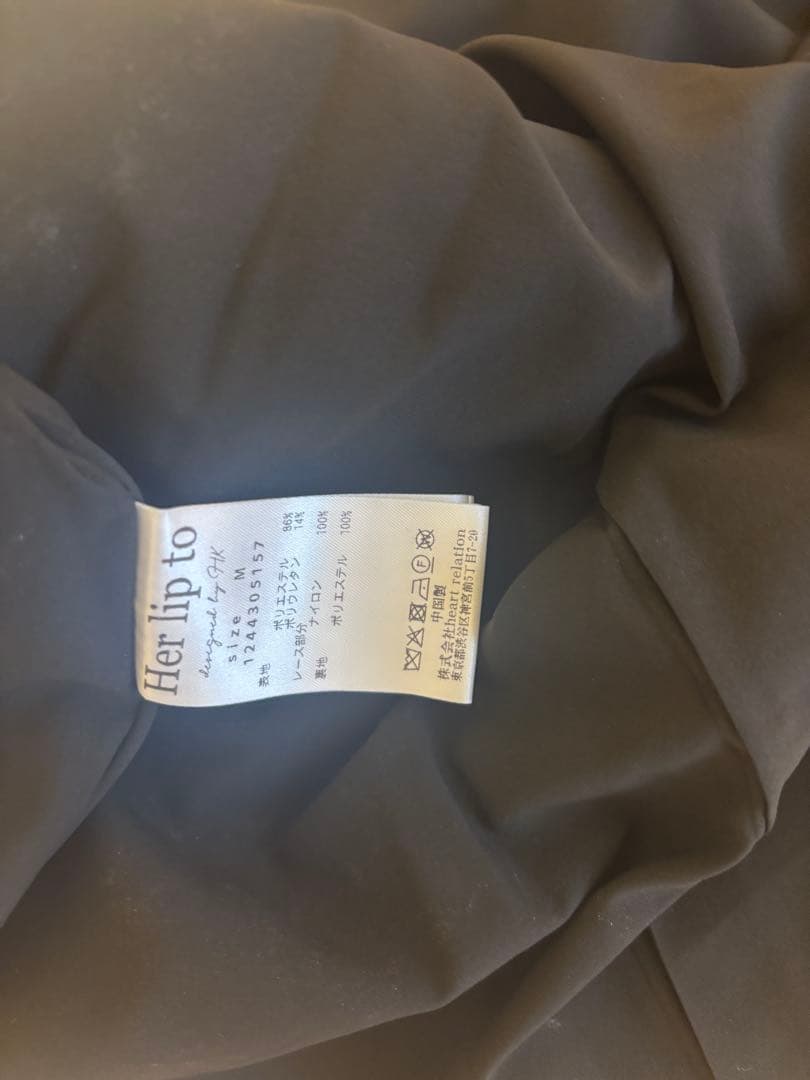 Her lip to
designed by HK
size M
1244305157
表地 ポリエステル 86%
ポリウレタン 14%
レース部分
ナイロン 100%
裏地 ポリエステル 100%
中国製
株式会社heart relation
東京都渋谷区神宮前5丁目7-20